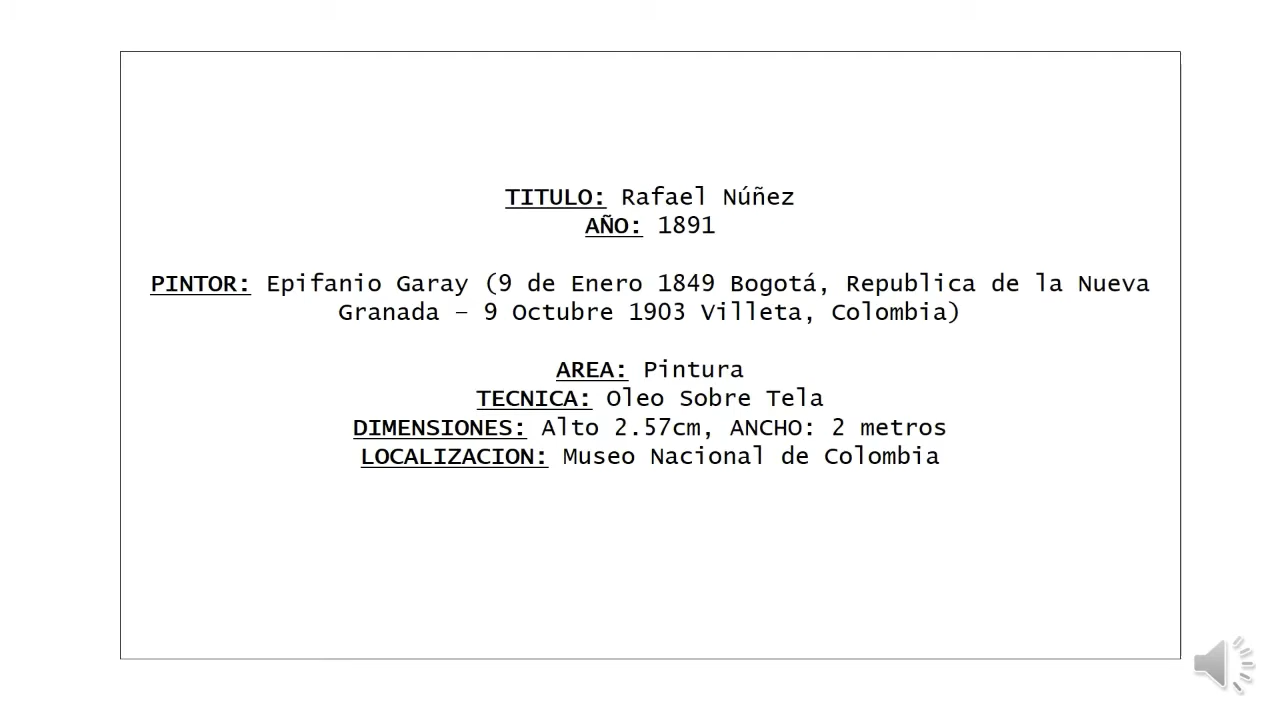 TITULO: Rafael Núñez
AÑO: 1891
PINTOR: Epifanio Garay (9 de Enero 1849 Bogotá, Republica de la Nueva
Granada – 9 Octubre 1903 Villeta, Colombia)
AREA: Pintura
TECNICA: Oleo Sobre Tela
DIMENSIONES: Alto 2.57cm, ANCHO: 2 metros
LOCALIZACION: Museo Nacional de Colombia